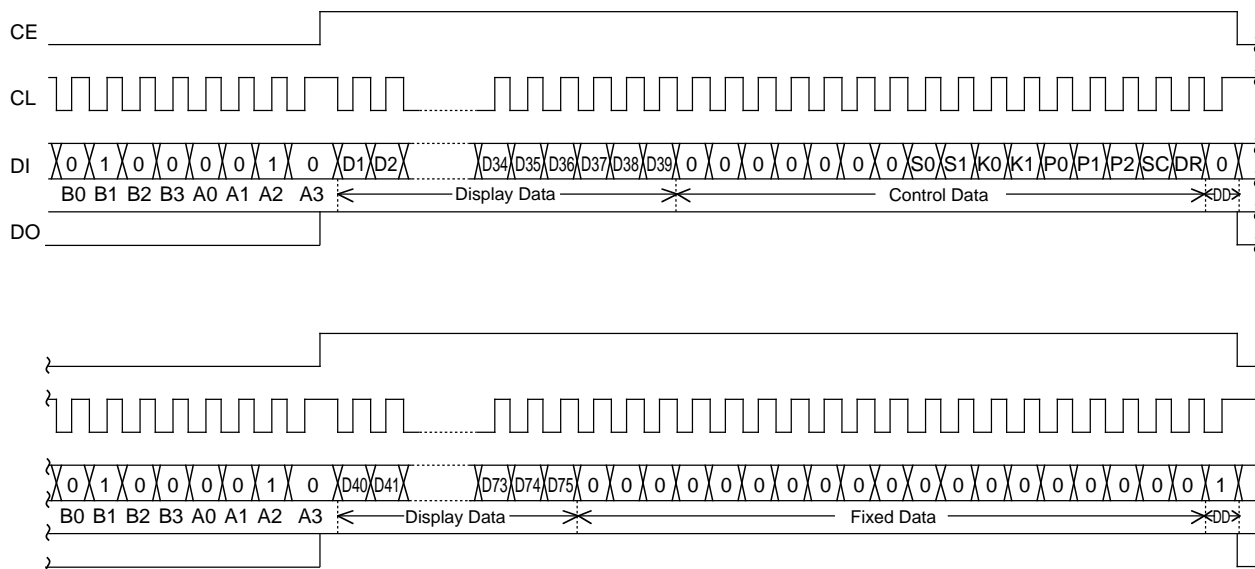 CE
CL
DI 0 1 0 0 0 0 1 0 D1 D2 D34 D35 D36 D37 D38 D39 0 0 0 0 0 0 0 S0 S1 K0 K1 P0 P1 P2 SC DR 0
B0 B1 B2 B3 A0 A1 A2 A3 Display Data Control Data DD
DO
0 1 0 0 0 0 1 0 D40 D41 D73 D74 D75 0 0 0 0 0 0 0 0 0 0 0 0 0 0 0 0 0 0 0 1
B0 B1 B2 B3 A0 A1 A2 A3 Display Data Fixed Data DD